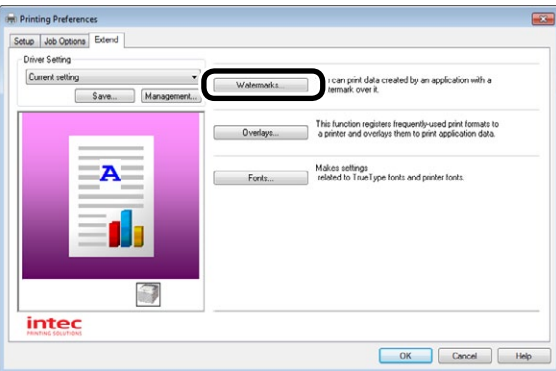 Printing Preferences
Setup Job Options Extend
Driver Setting
Current setting
Save... Management...
Watermarks...
can print data created by an application with a
termark over it.
Overlays...
This function registers frequently-used print formats to
a printer and overlays them to print application data.
Fonts...
Makes settings
related to TrueType fonts and printer fonts.
A
intec
PRINTING SOLUTIONS
OK Cancel Help